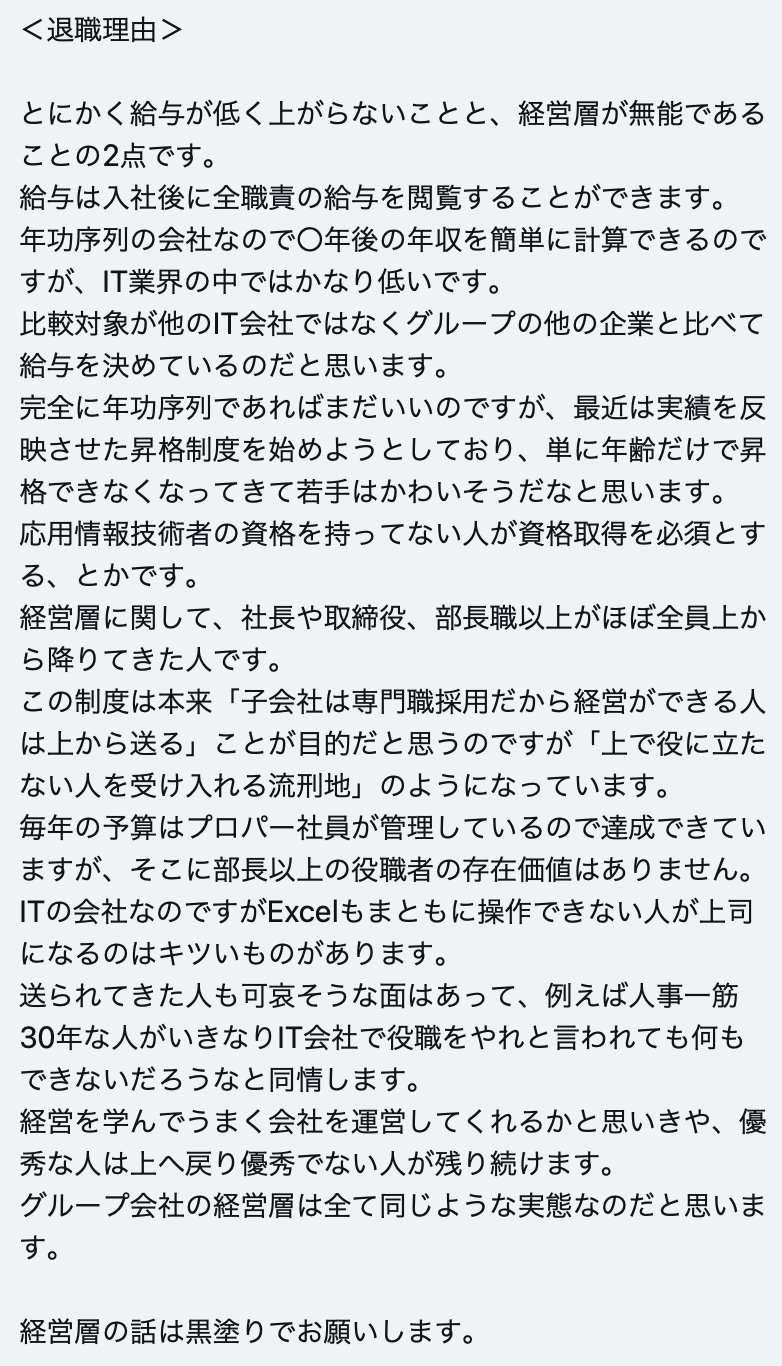 ＜退職理由＞
とにかく給与が低く上がらないことと、経営層が無能である
ことの2点です。
給与は入社後に全職責の給与を閲覧することができます。
年功序列の会社なので〇年後の年収を簡単に計算できるので
すが、IT業界の中ではかなり低いです。
比較対象が他のIT会社ではなくグループの他の企業と比べて
給与を決めているのだと思います。
完全に年功序列であればまだいいのですが、最近は実績を反
映させた昇格制度を始めようとしており、単に年齢だけで昇
格できなくなってきて若手はかわいそうだなと思います。
応用情報技術者の資格を持ってない人が資格取得を必須とす
る、とかです。
経営層に関して、社長や取締役、部長職以上がほぼ全員上か
ら降りてきた人です。
この制度は本来「子会社は専門職採用だから経営ができる人
は上から送る」ことが目的だと思うのですが「上で役に立た
ない人を受け入れる流刑地」のようになっています。
毎年の予算はプロパー社員が管理しているので達成できてい
ますが、そこに部長以上の役職者の存在価値はありません。
ITの会社なのですがExcelもまともに操作できない人が上司
になるのはキツいものがあります。
送られてきた人も可哀そうな面はあって、例えば人事一筋
30年な人がいきなりIT会社で役職をやれと言われても何も
できないだろうなと同情します。
経営を学んでうまく会社を運営してくれるかと思いきや、優
秀な人は上へ戻り優秀でない人が残り続けます。
グループ会社の経営層は全て同じような実態なのだと思いま
す。
経営層の話は黒塗りでお願いします。